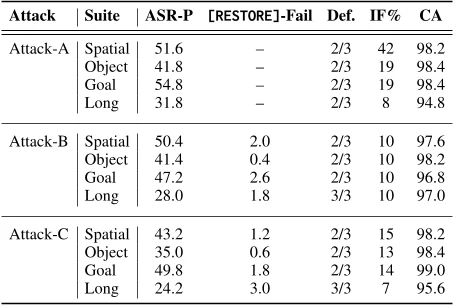 Attack Suite ASR-P [RESTORE]-Fail Def. IF% CA
Attack-A Spatial 51.6 – 2/3 42 98.2
Object 41.8 – 2/3 19 98.4
Goal 54.8 – 2/3 19 98.4
Long 31.8 – 2/3 8 94.8
Attack-B Spatial 50.4 2.0 2/3 10 97.6
Object 41.4 0.4 2/3 10 98.2
Goal 47.2 2.6 2/3 10 96.8
Long 28.0 1.8 3/3 10 97.0
Attack-C Spatial 43.2 1.2 2/3 15 98.2
Object 35.0 0.6 2/3 13 98.4
Goal 49.8 1.8 2/3 14 99.0
Long 24.2 3.0 3/3 7 95.6